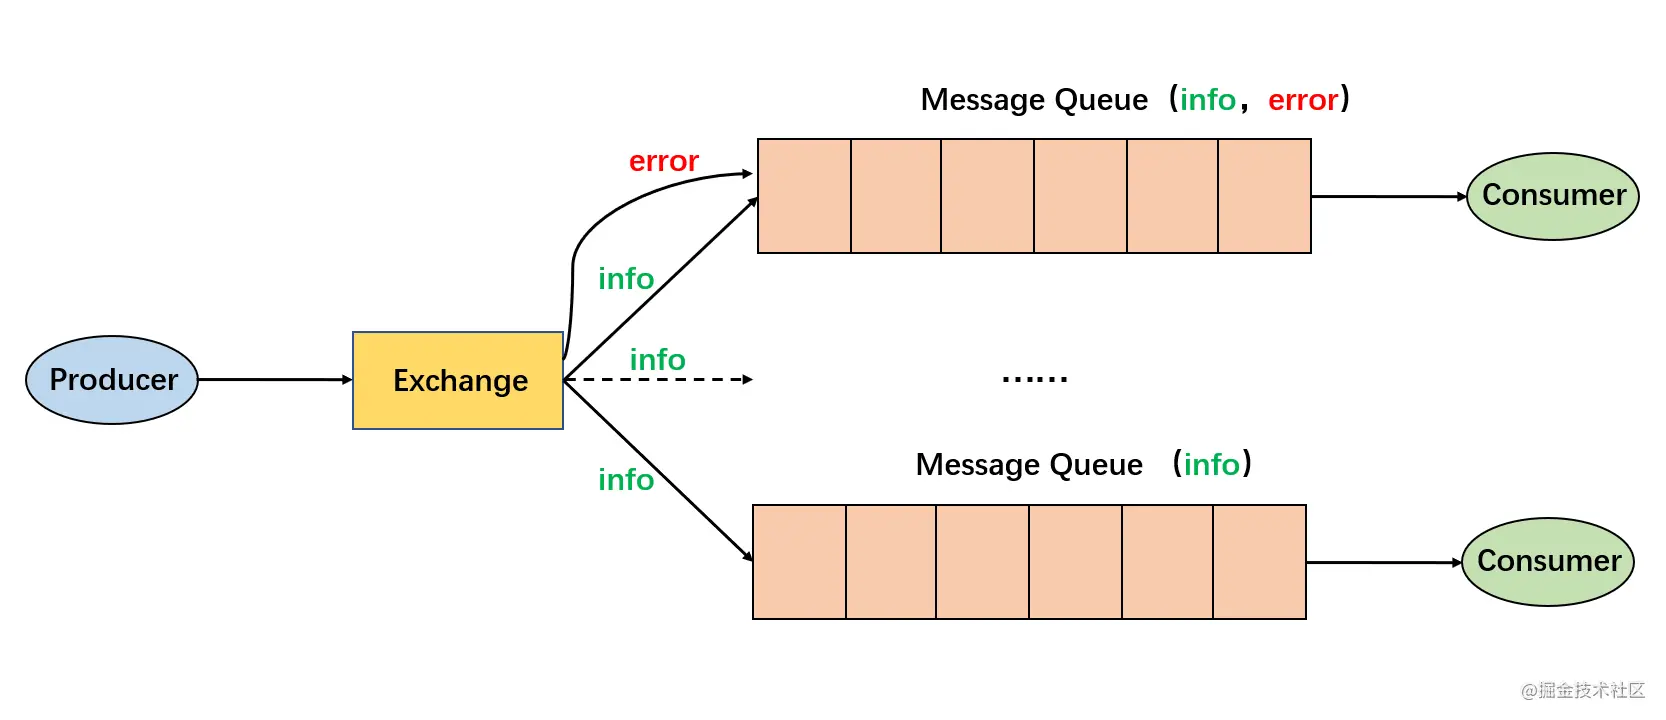 Message Queue（info，error）
error
Consumer
info
info
Producer
Exchange
……
Message Queue （info）
info
Consumer
@掘金技术社区